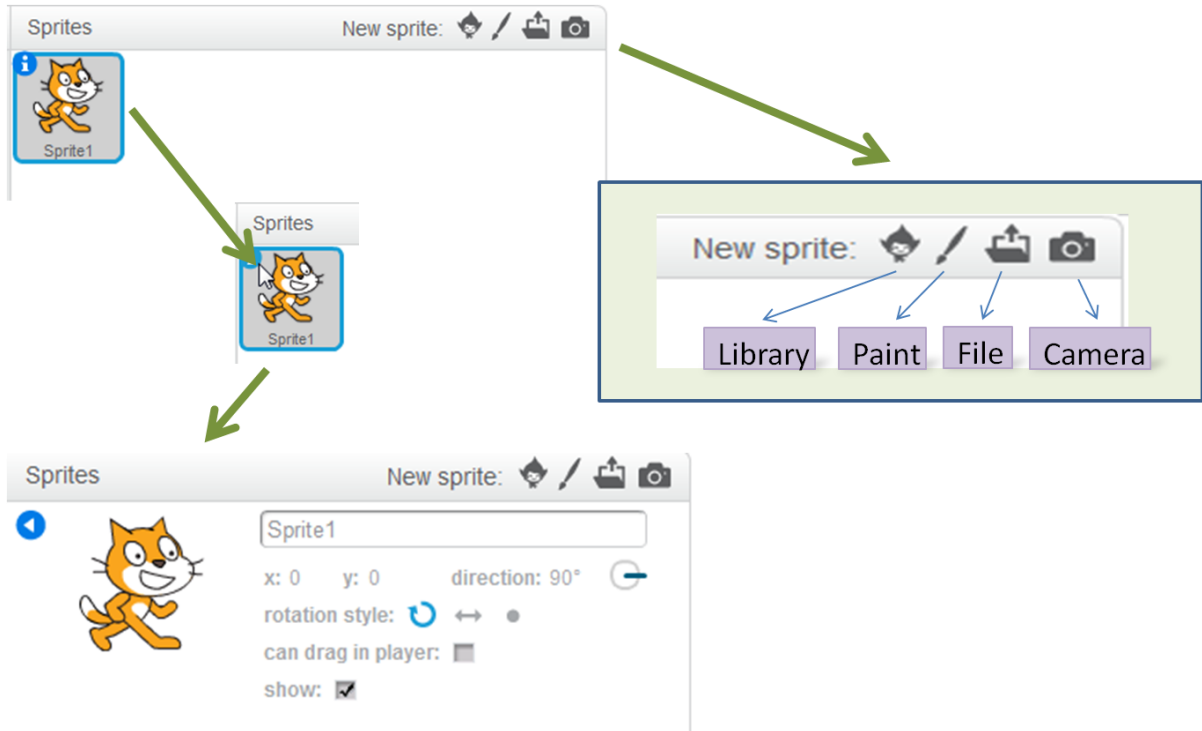 Sprites New sprite:
Sprite1
Sprites
Sprite1
New sprite:
Library Paint File Camera
Sprites New sprite:
Sprite1
x: 0 y: 0 direction: 90°
rotation style:
can drag in player:
show: